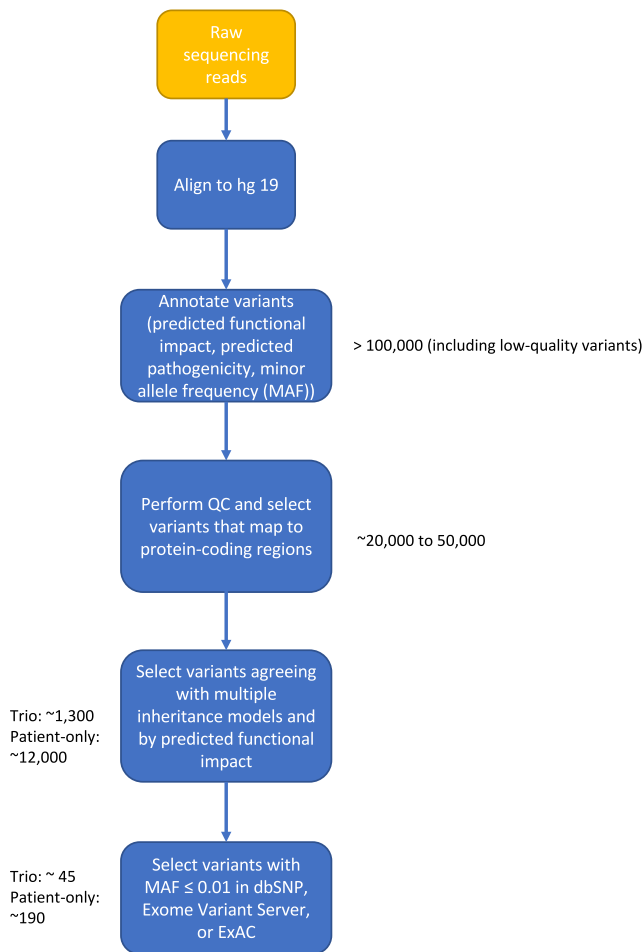 Raw
sequencing
reads
Align to hg 19
Annotate variants
(predicted functional
impact, predicted
pathogenicity, minor
allele frequency (MAF))
> 100,000 (including low-quality variants)
Perform QC and select
variants that map to
protein-coding regions
~20,000 to 50,000
Select variants agreeing
with multiple
inheritance models and
by predicted functional
impact
Trio: ~1,300
Patient-only:
~12,000
Select variants with
MAF ≤ 0.01 in dbSNP,
Exome Variant Server,
or ExAC
Trio: ~ 45
Patient-only:
~190